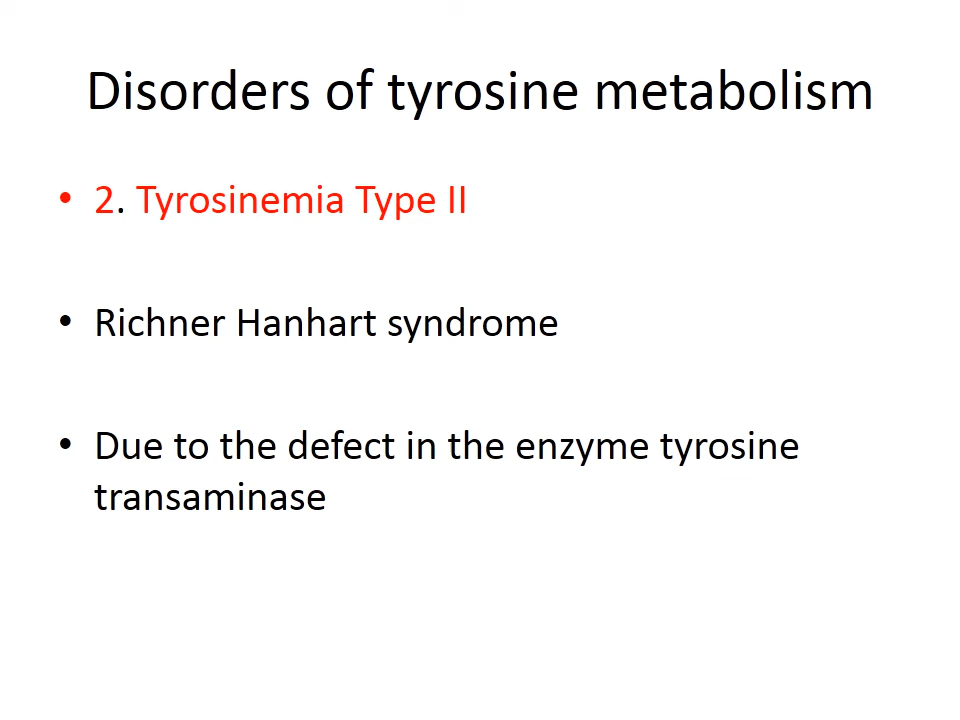 Disorders of tyrosine metabolism
• 2. Tyrosinemia Type II
• Richner Hanhart syndrome
• Due to the defect in the enzyme tyrosine
transaminase